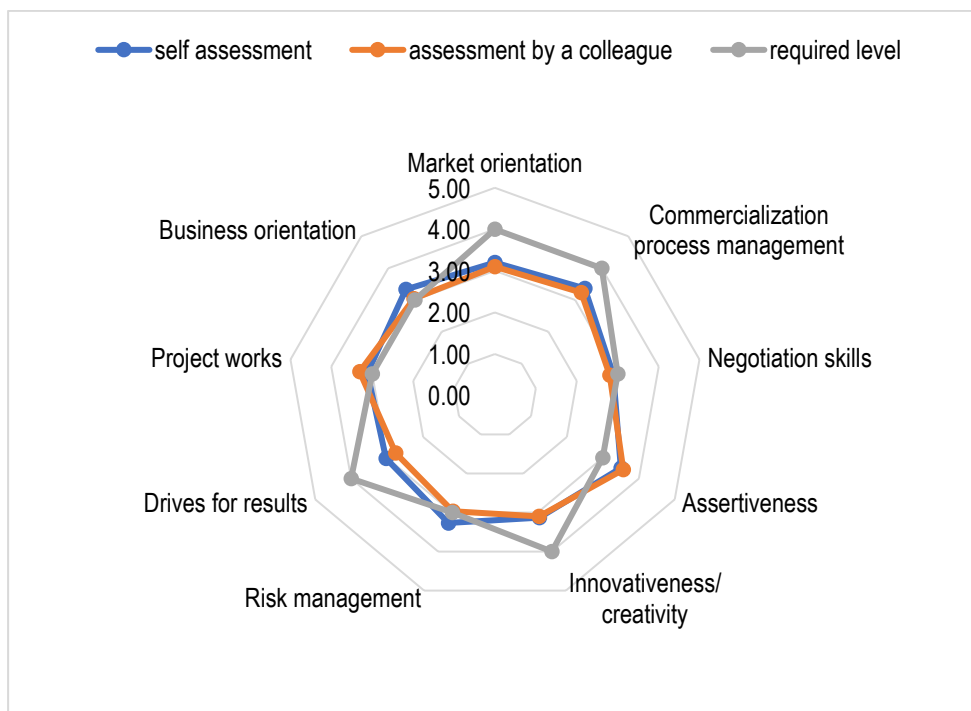 self assessment
assessment by a colleague
required level
Market orientation
5.00
4.00
3.00
2.00
1.00
0.00
Commercialization
process management
Negotiation skills
Assertiveness
Innovativeness/
creativity
Risk management
Drives for results
Project works
Business orientation